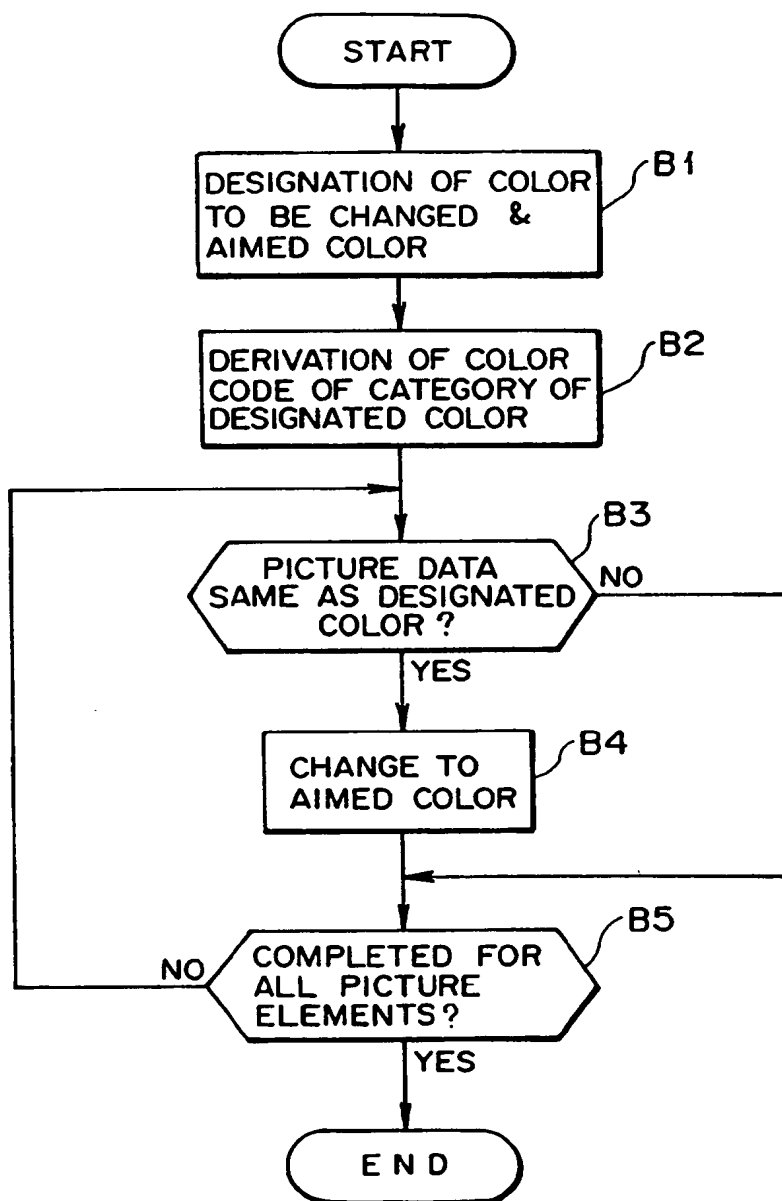 START
DESIGNATION OF COLOR
TO BE CHANGED &
AIMED COLOR
B1
DERIVATION OF COLOR
CODE OF CATEGORY OF
DESIGNATED COLOR
B2
PICTURE DATA
SAME AS DESIGNATED
COLOR?
B3
NO
YES
CHANGE TO
AIMED COLOR
B4
COMPLETED FOR
ALL PICTURE
ELEMENTS?
B5
NO
YES
END